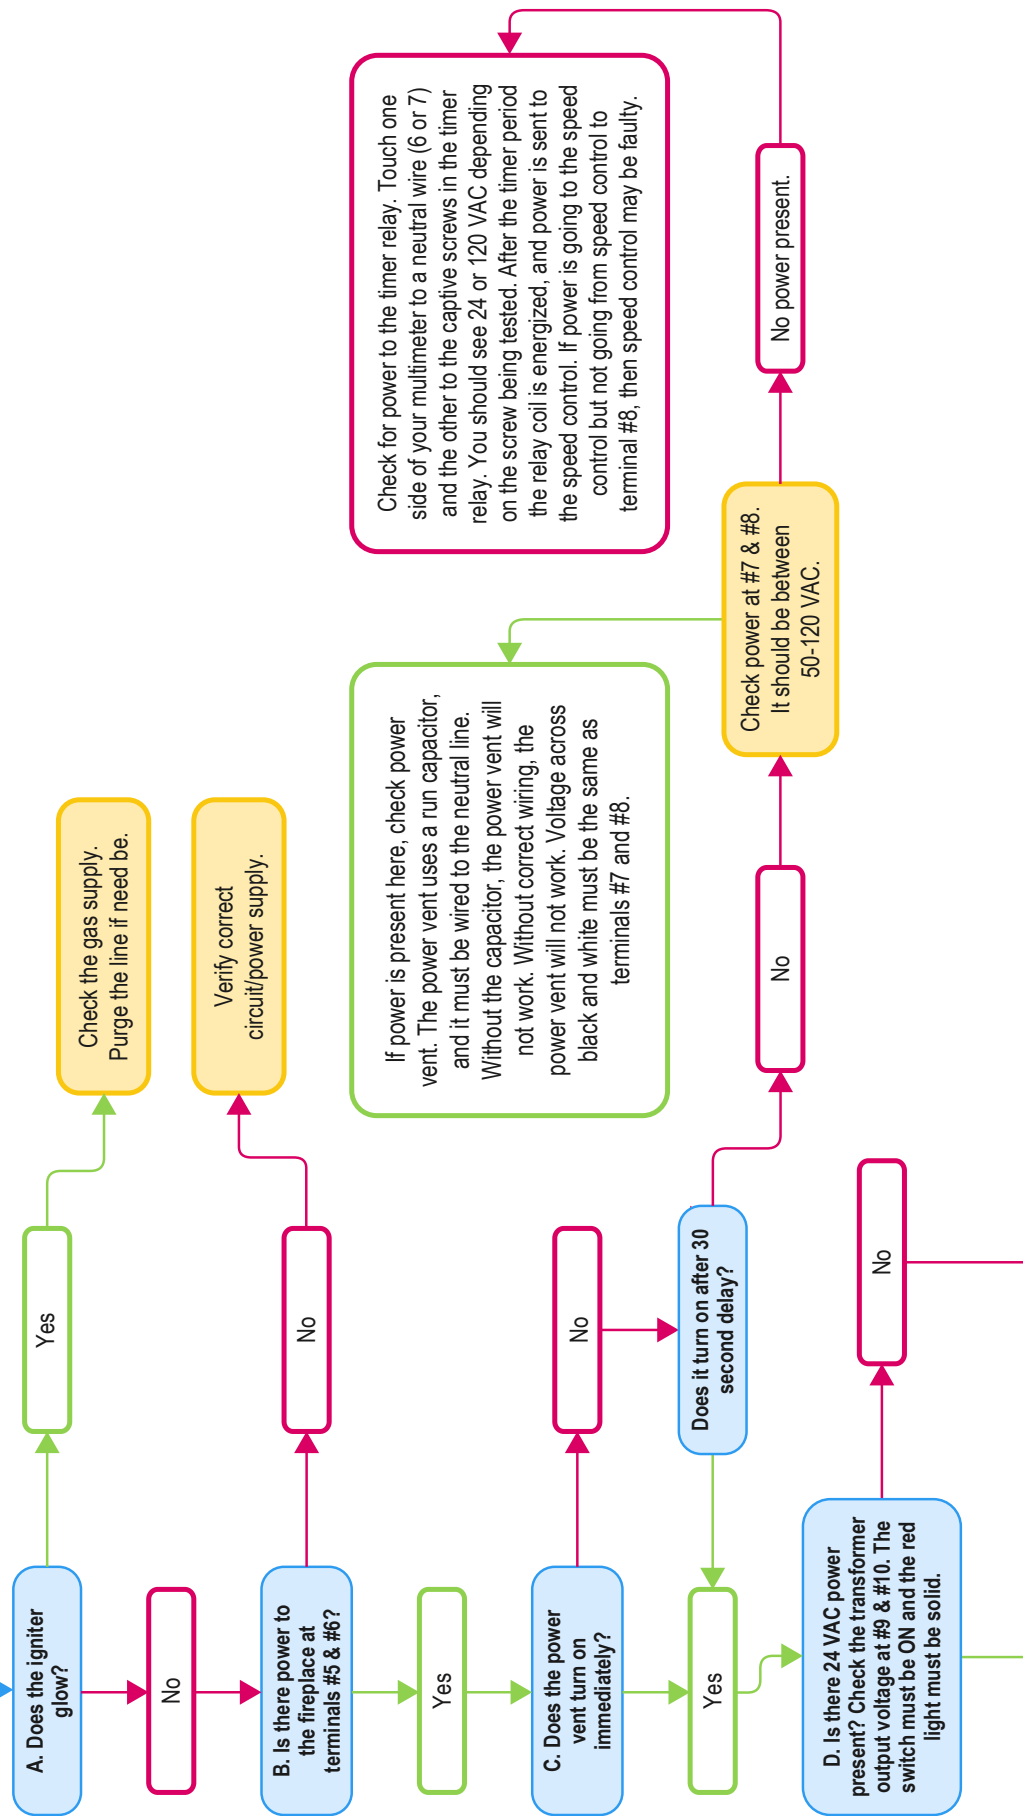 A. Does the igniter
glow?
Yes
Check the gas supply.
Purge the line if need be.
No
B. Is there power to
the fireplace at
terminals #5 & #6?
No
Verify correct
circuit/power supply.
Yes
C. Does the power
vent turn on
immediately?
No
Does it turn on after 30
second delay?
Yes
No
Check power at #7 & #8.
It should be between
50-120 VAC.
If power is present here, check power
vent. The power vent uses a run capacitor,
and it must be wired to the neutral line.
Without the capacitor, the power vent will
not work. Without correct wiring, the
power vent will not work. Voltage across
black and white must be the same as
terminals #7 and #8.
No power present.
Check for power to the timer relay. Touch one
side of your multimeter to a neutral wire (6 or 7)
and the other to the captive screws in the timer
relay. You should see 24 or 120 VAC depending
on the screw being tested. After the timer period
the relay coil is energized, and power is sent to
the speed control. If power is going to the speed
control but not going from speed control to
terminal #8, then speed control may be faulty.
D. Is there 24 VAC power
present? Check the transformer
output voltage at #9 & #10. The
switch must be ON and the red
light must be solid.
No